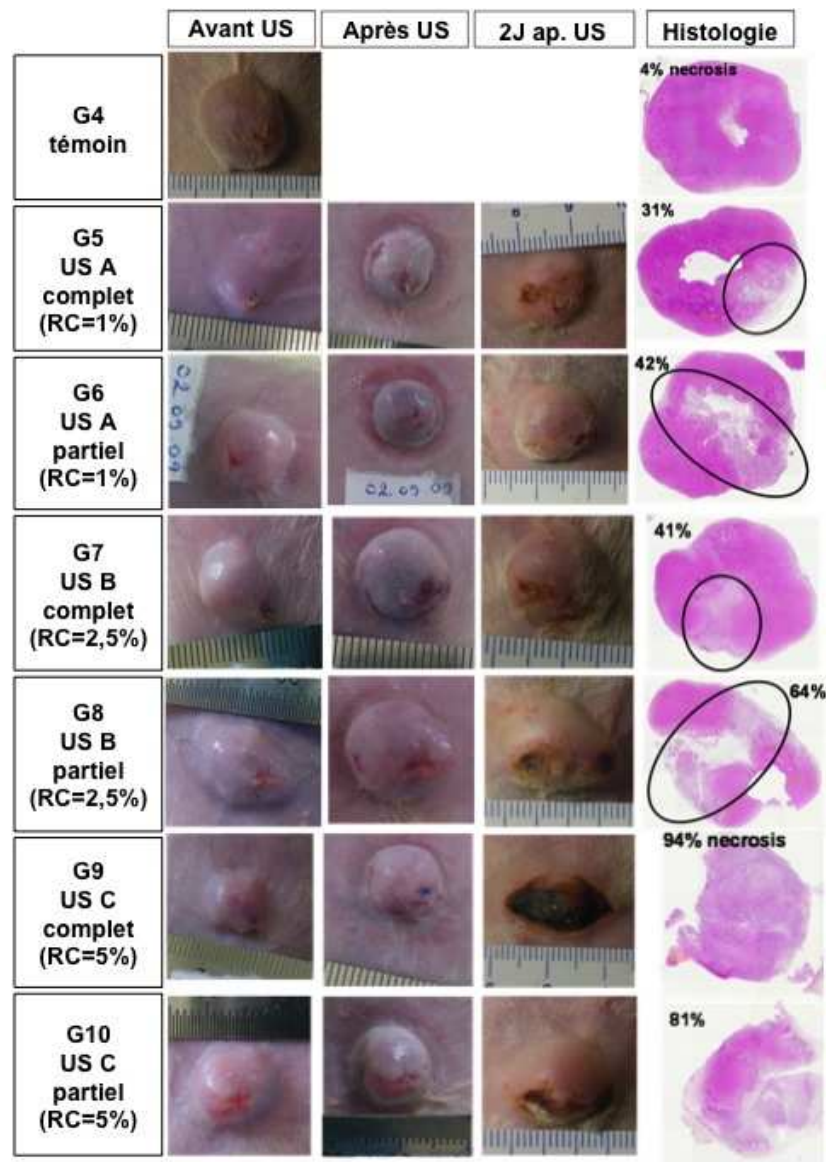 Avant US
Après US
2J ap. US
Histologie
G4
témoin
4% necrosis
G5
US A
complet
(RC=1%)
31%
G6
US A
partiel
(RC=1%)
02 09 09
02.09 09
42%
G7
US B
complet
(RC=2,5%)
41%
G8
US B
partiel
(RC=2,5%)
64%
G9
US C
complet
(RC=5%)
94% necrosis
G10
US C
partiel
(RC=5%)
81%